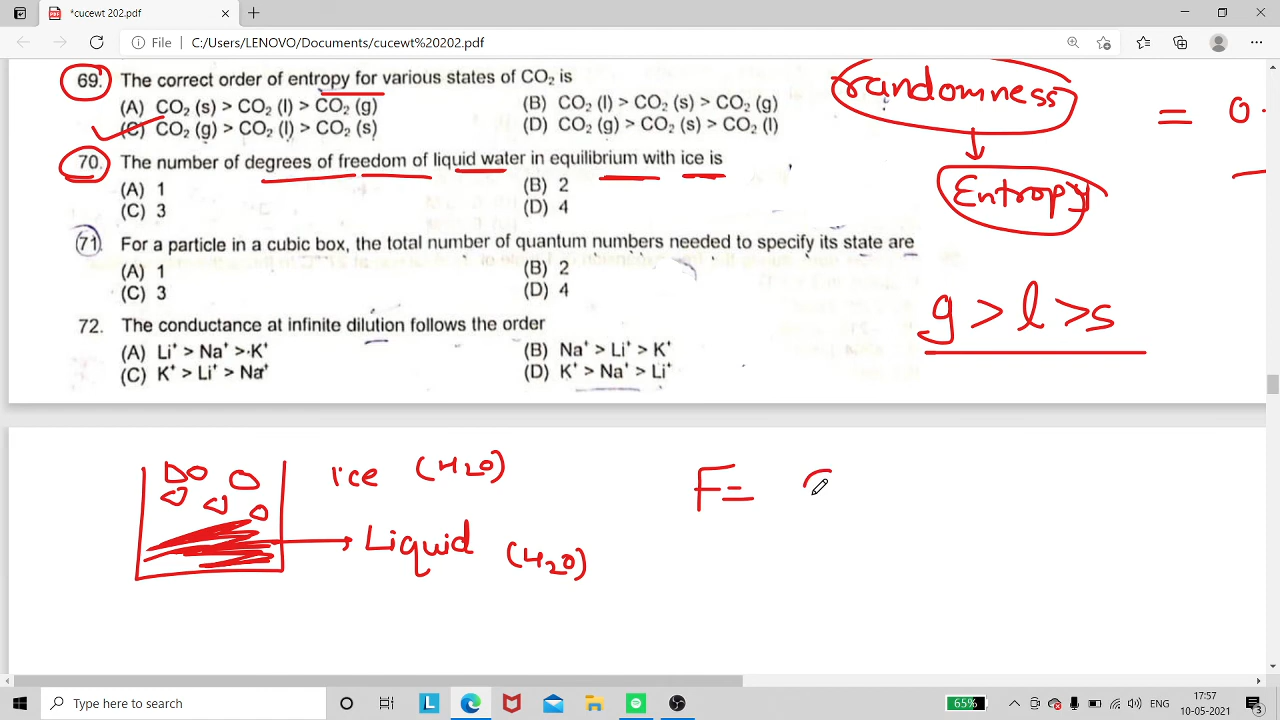 *cucewt 202.pdf
File | C:/Users/LENOVO/Documents/cucewt%20202.pdf
69. The correct order of entropy for various states of CO₂ is
(A) CO₂ (s) > CO₂ (l) > CO₂ (g)
(B) CO₂ (l) > CO₂ (s) > CO₂ (g)
(C) CO₂ (g) > CO₂ (l) > CO₂ (s)
(D) CO₂ (g) > CO₂ (s) > CO₂ (l)
randomness
Entropy
g > l > s
70. The number of degrees of freedom of liquid water in equilibrium with ice is
(A) 1
(B) 2
(C) 3
(D) 4
71. For a particle in a cubic box, the total number of quantum numbers needed to specify its state are
(A) 1
(B) 2
(C) 3
(D) 4
72. The conductance at infinite dilution follows the order
(A) Li⁺ > Na⁺ > K⁺
(B) Na⁺ > Li⁺ > K⁺
(C) K⁺ > Li⁺ > Na⁺
(D) K⁺ > Na⁺ > Li⁺
ice (H₂O)
Liquid (H₂O)
F =
Type here to search
65%
ENG
17:57
10-05-2021